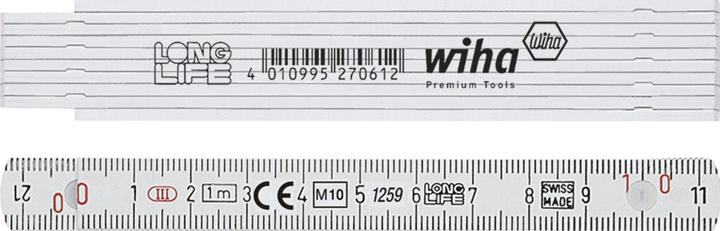 LONG LIFE
4 010995 270612
wiha
Wiha
Premium Tools
21 0 0 1 III 2 1m 3 CE 4 M10 5 1259 6 LONG LIFE 7 8 SWISS MADE 9 10 11